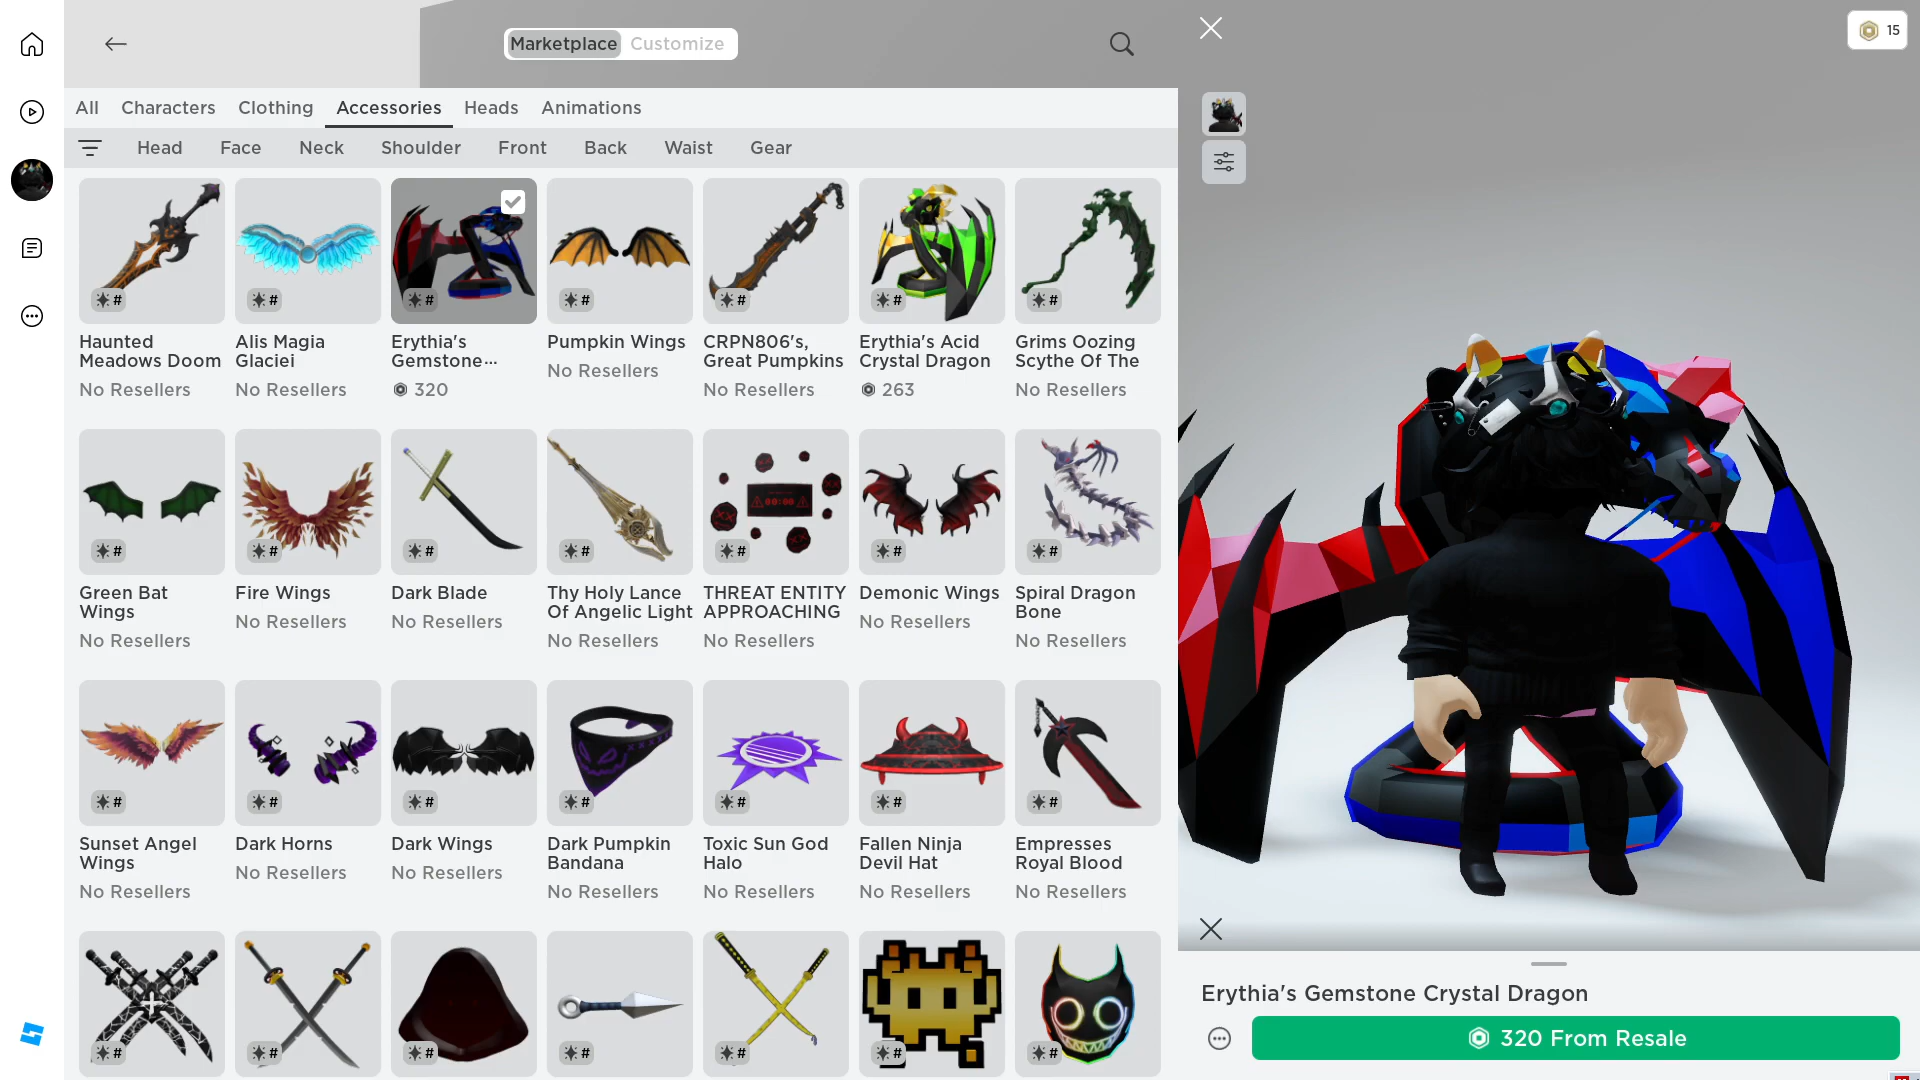 Marketplace
Customize
15
All
Characters
Clothing
Accessories
Heads
Animations
Head
Face
Neck
Shoulder
Front
Back
Waist
Gear
#
#
#
#
#
#
#
Haunted
Meadows Doom
No Resellers
Alis Magia
Glaciei
No Resellers
Erythia's
Gemstone...
320
Pumpkin Wings
No Resellers
CRPN806's,
Great Pumpkins
No Resellers
Erythia's Acid
Crystal Dragon
263
Grims Oozing
Scythe Of The
No Resellers
00:00
#
#
#
#
#
#
#
Green Bat
Wings
No Resellers
Fire Wings
No Resellers
Dark Blade
No Resellers
Thy Holy Lance
Of Angelic Light
No Resellers
THREAT ENTITY
APPROACHING
No Resellers
Demonic Wings
No Resellers
Spiral Dragon
Bone
No Resellers
#
#
#
#
#
#
#
Sunset Angel
Wings
No Resellers
Dark Horns
No Resellers
Dark Wings
No Resellers
Dark Pumpkin
Bandana
No Resellers
Toxic Sun God
Halo
No Resellers
Fallen Ninja
Devil Hat
No Resellers
Empresses
Royal Blood
No Resellers
#
#
#
#
#
#
#
Erythia's Gemstone Crystal Dragon
320 From Resale